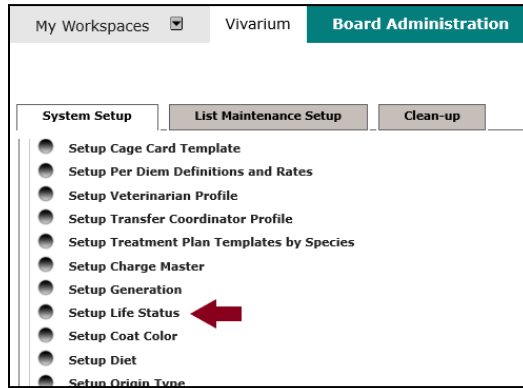 My Workspaces Vivarium Board Administration
System Setup List Maintenance Setup Clean-up
Setup Cage Card Template
Setup Per Diem Definitions and Rates
Setup Veterinarian Profile
Setup Transfer Coordinator Profile
Setup Treatment Plan Templates by Species
Setup Charge Master
Setup Generation
Setup Life Status
Setup Coat Color
Setup Diet
Setup Origin Type